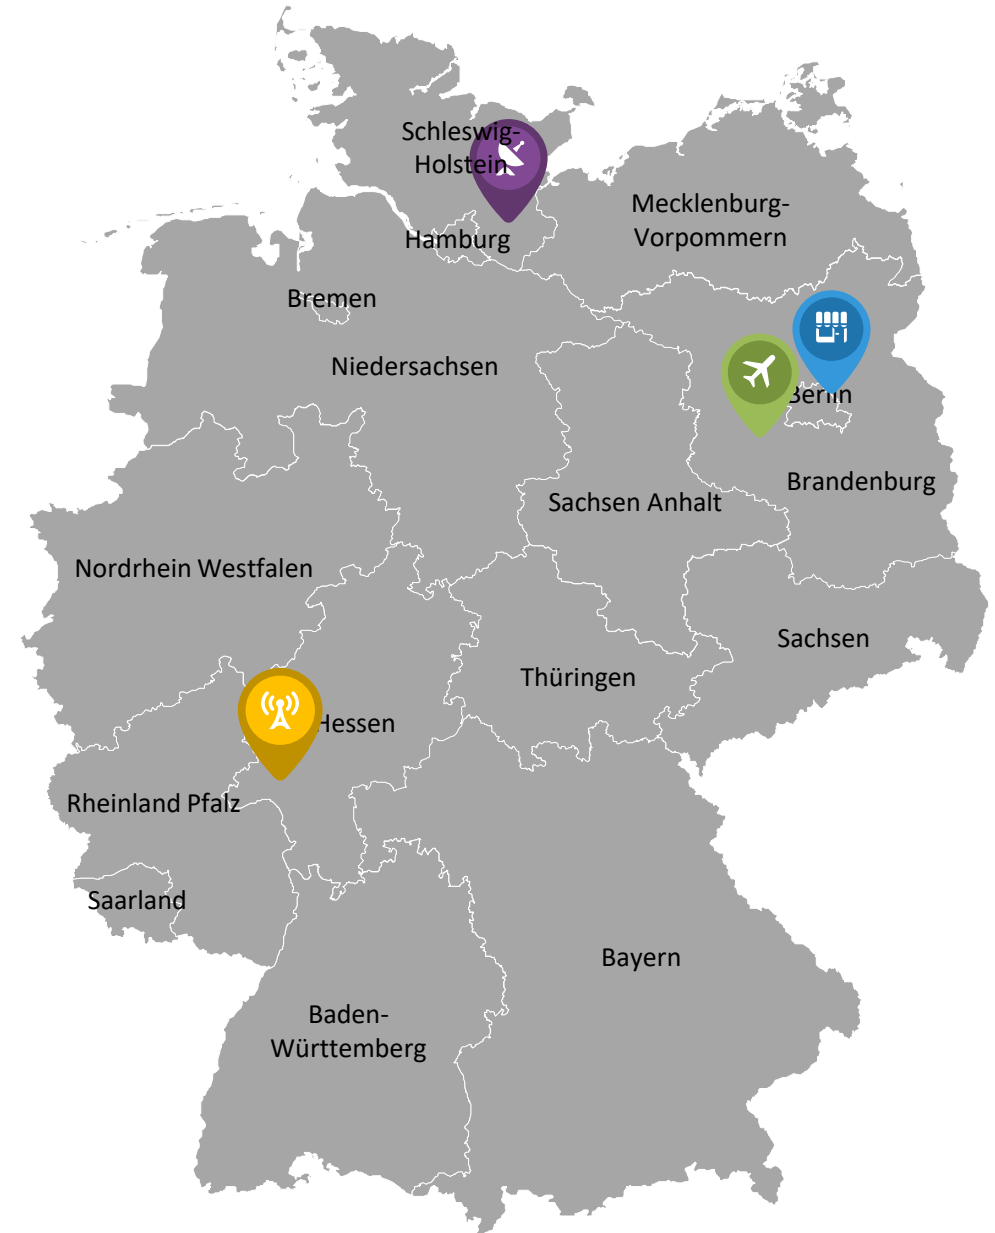 Schleswig-
Holstein
Mecklenburg-
Vorpommern
Hamburg
Bremen
Niedersachsen
Berlin
Brandenburg
Sachsen Anhalt
Nordrhein Westfalen
Sachsen
Thüringen
Hessen
Rheinland Pfalz
Saarland
Bayern
Baden-
Württemberg